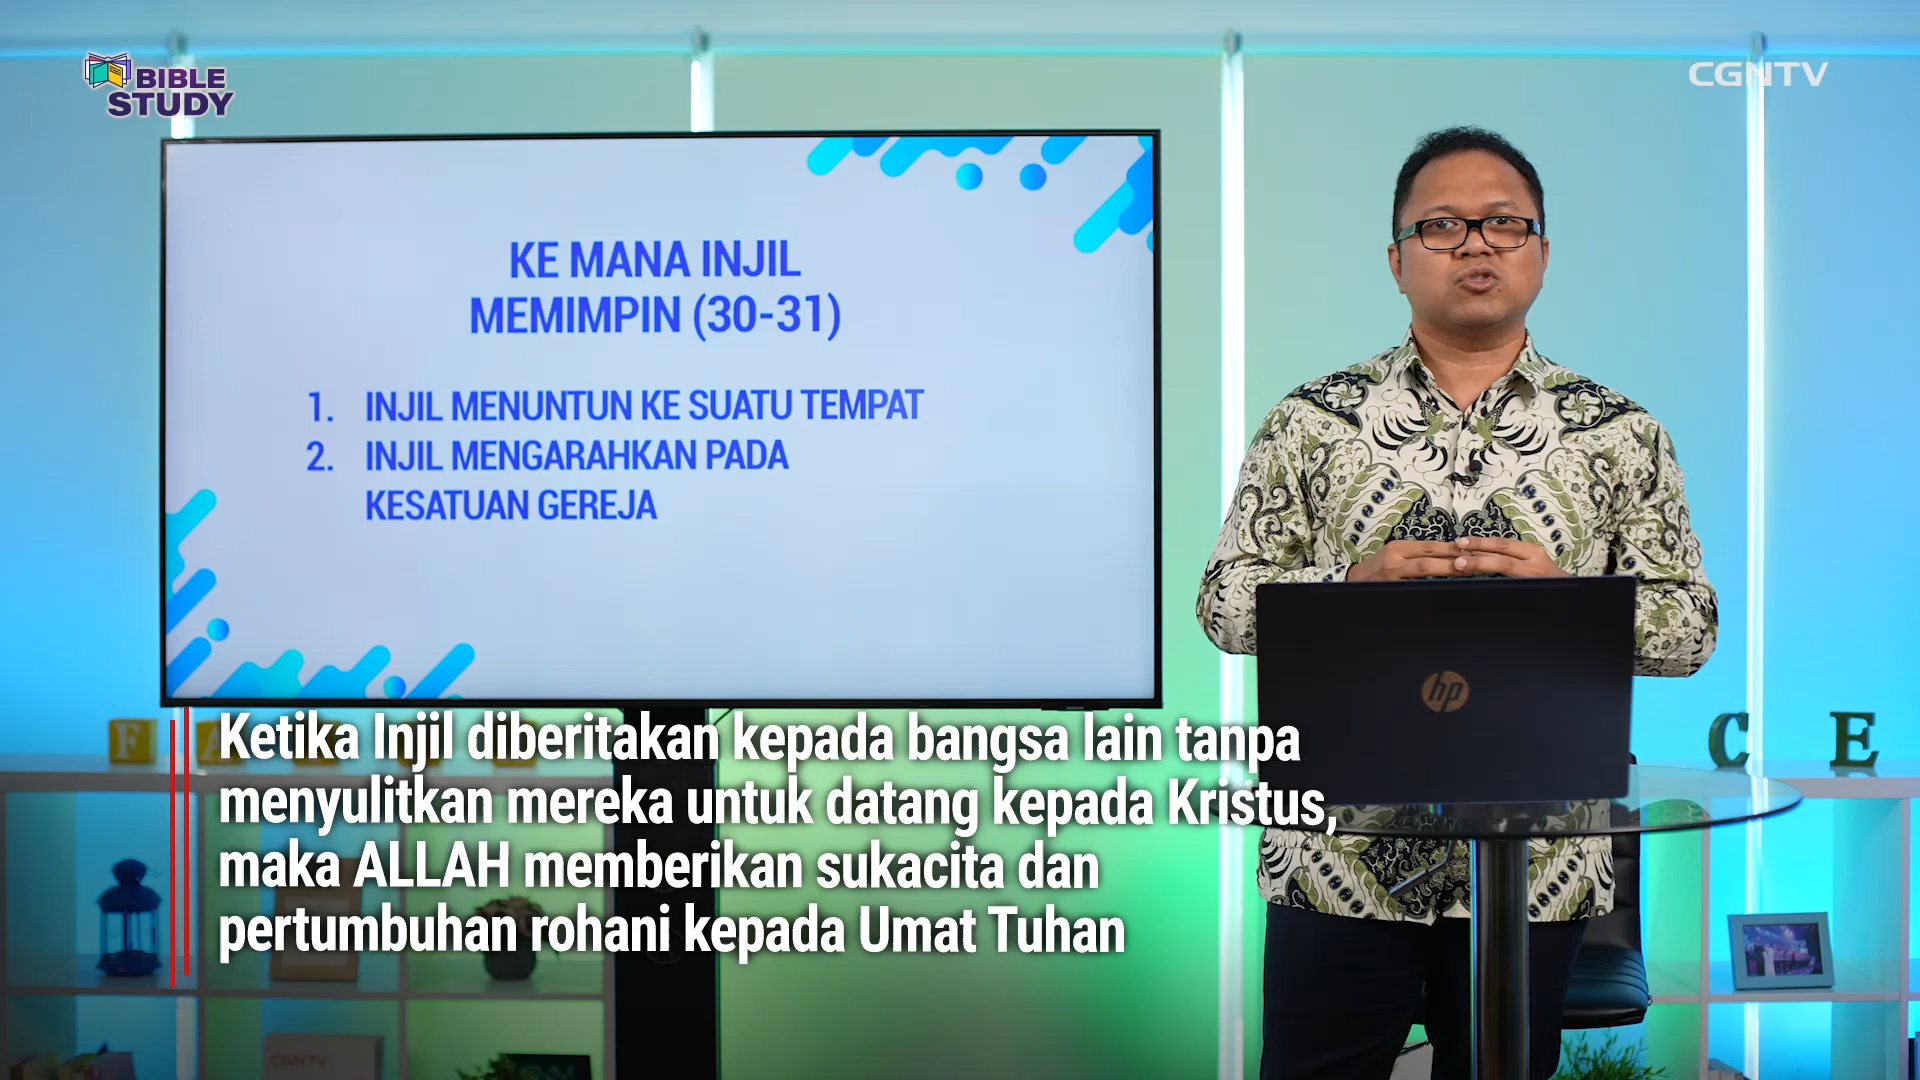 BIBLE
STUDY
CGNTV
KE MANA INJIL
MEMIMPIN (30-31)
1. INJIL MENUNTUN KE SUATU TEMPAT
2. INJIL MENGARAHKAN PADA
KESATUAN GEREJA
hp
F A
C E
Ketika Injil diberitakan kepada bangsa lain tanpa
menyulitkan mereka untuk datang kepada Kristus,
maka ALLAH memberikan sukacita dan
pertumbuhan rohani kepada Umat Tuhan
CGNTV